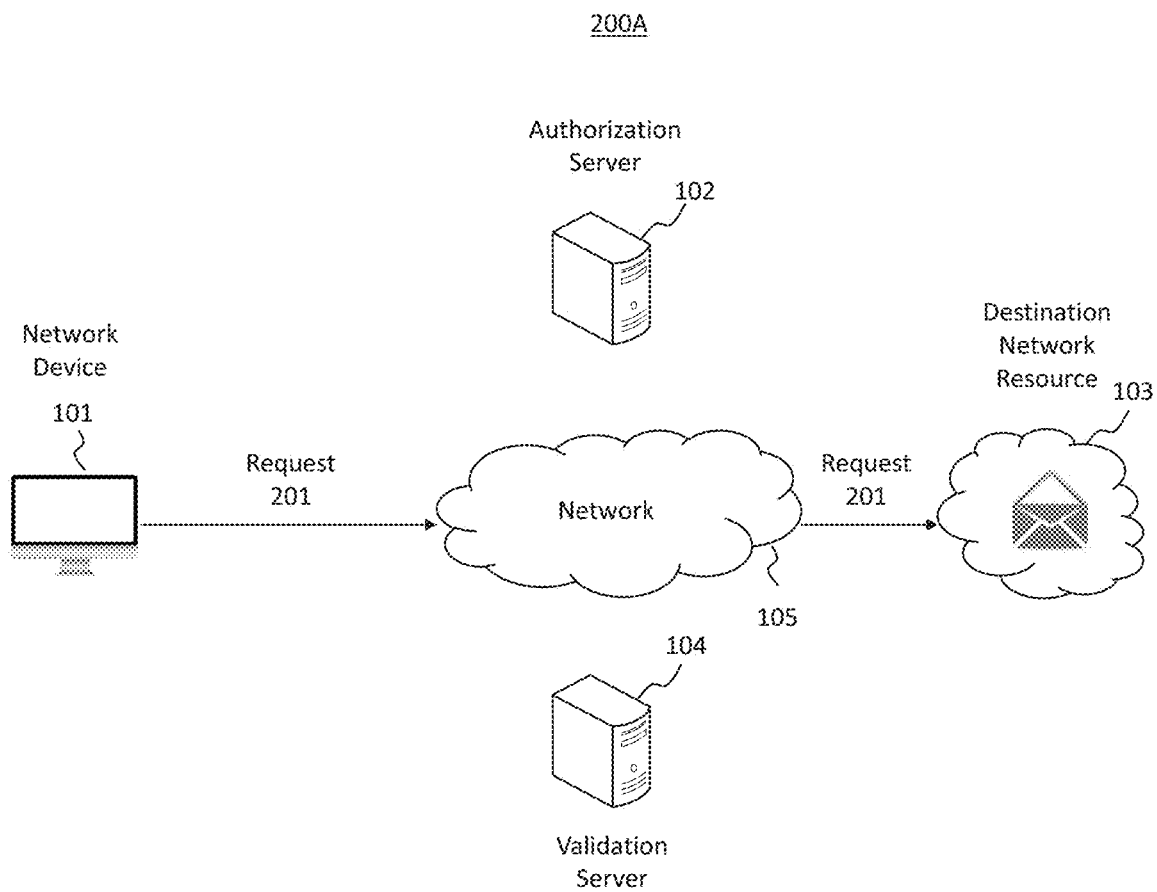 200A
Authorization
Server
102
Network
Device
101
Destination
Network
Resource
103
Request
201
Network
Request
201
105
104
Validation
Server